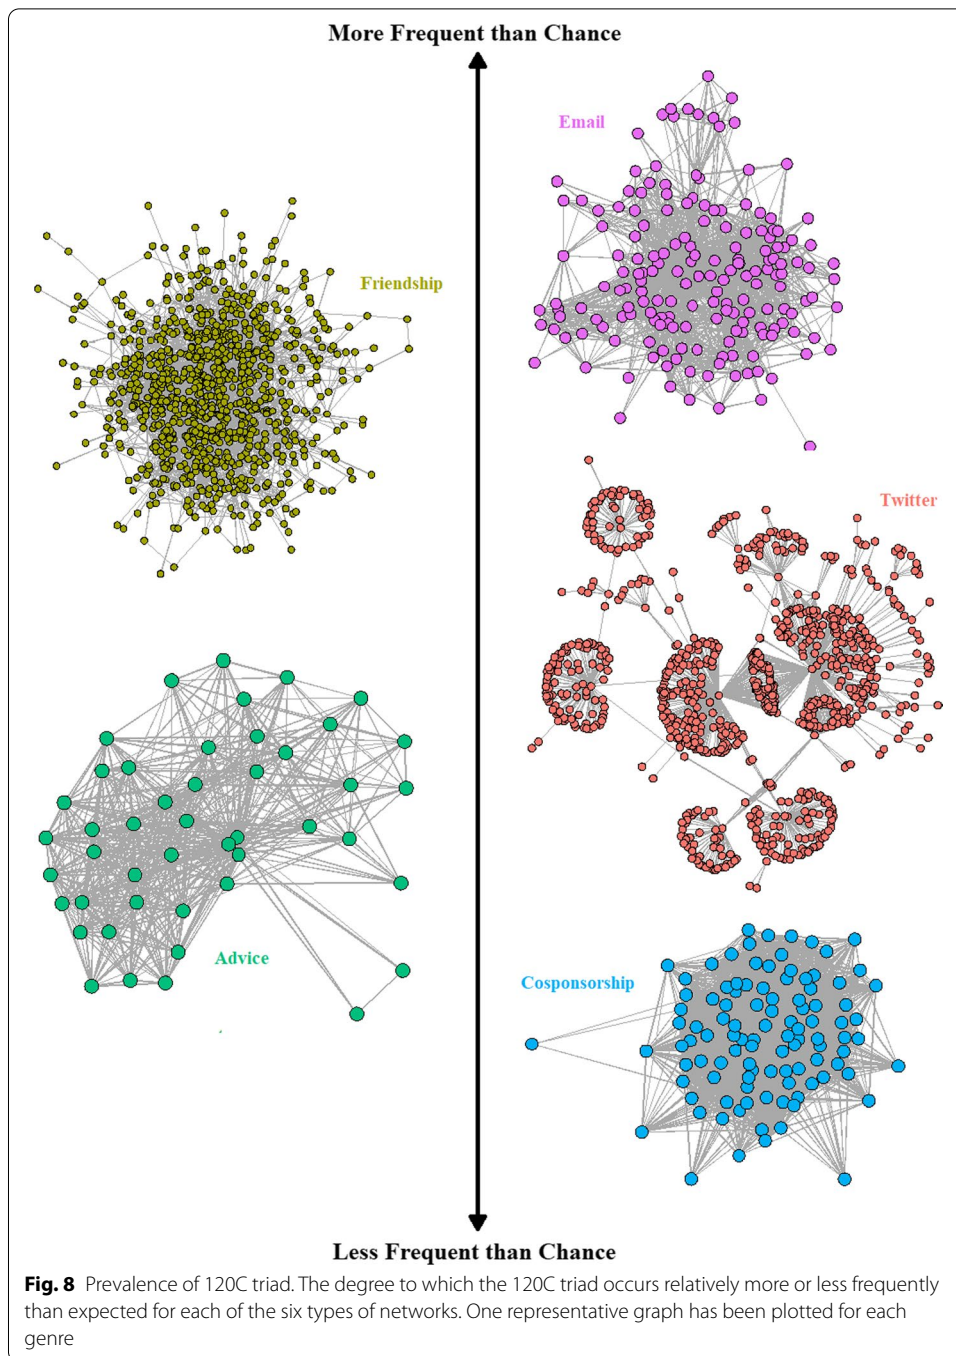 More Frequent than Chance
Email
Friendship
Twitter
Advice
Cosponsorship
Less Frequent than Chance
Fig. 8 Prevalence of 120C triad. The degree to which the 120C triad occurs relatively more or less frequently
than expected for each of the six types of networks. One representative graph has been plotted for each
genre